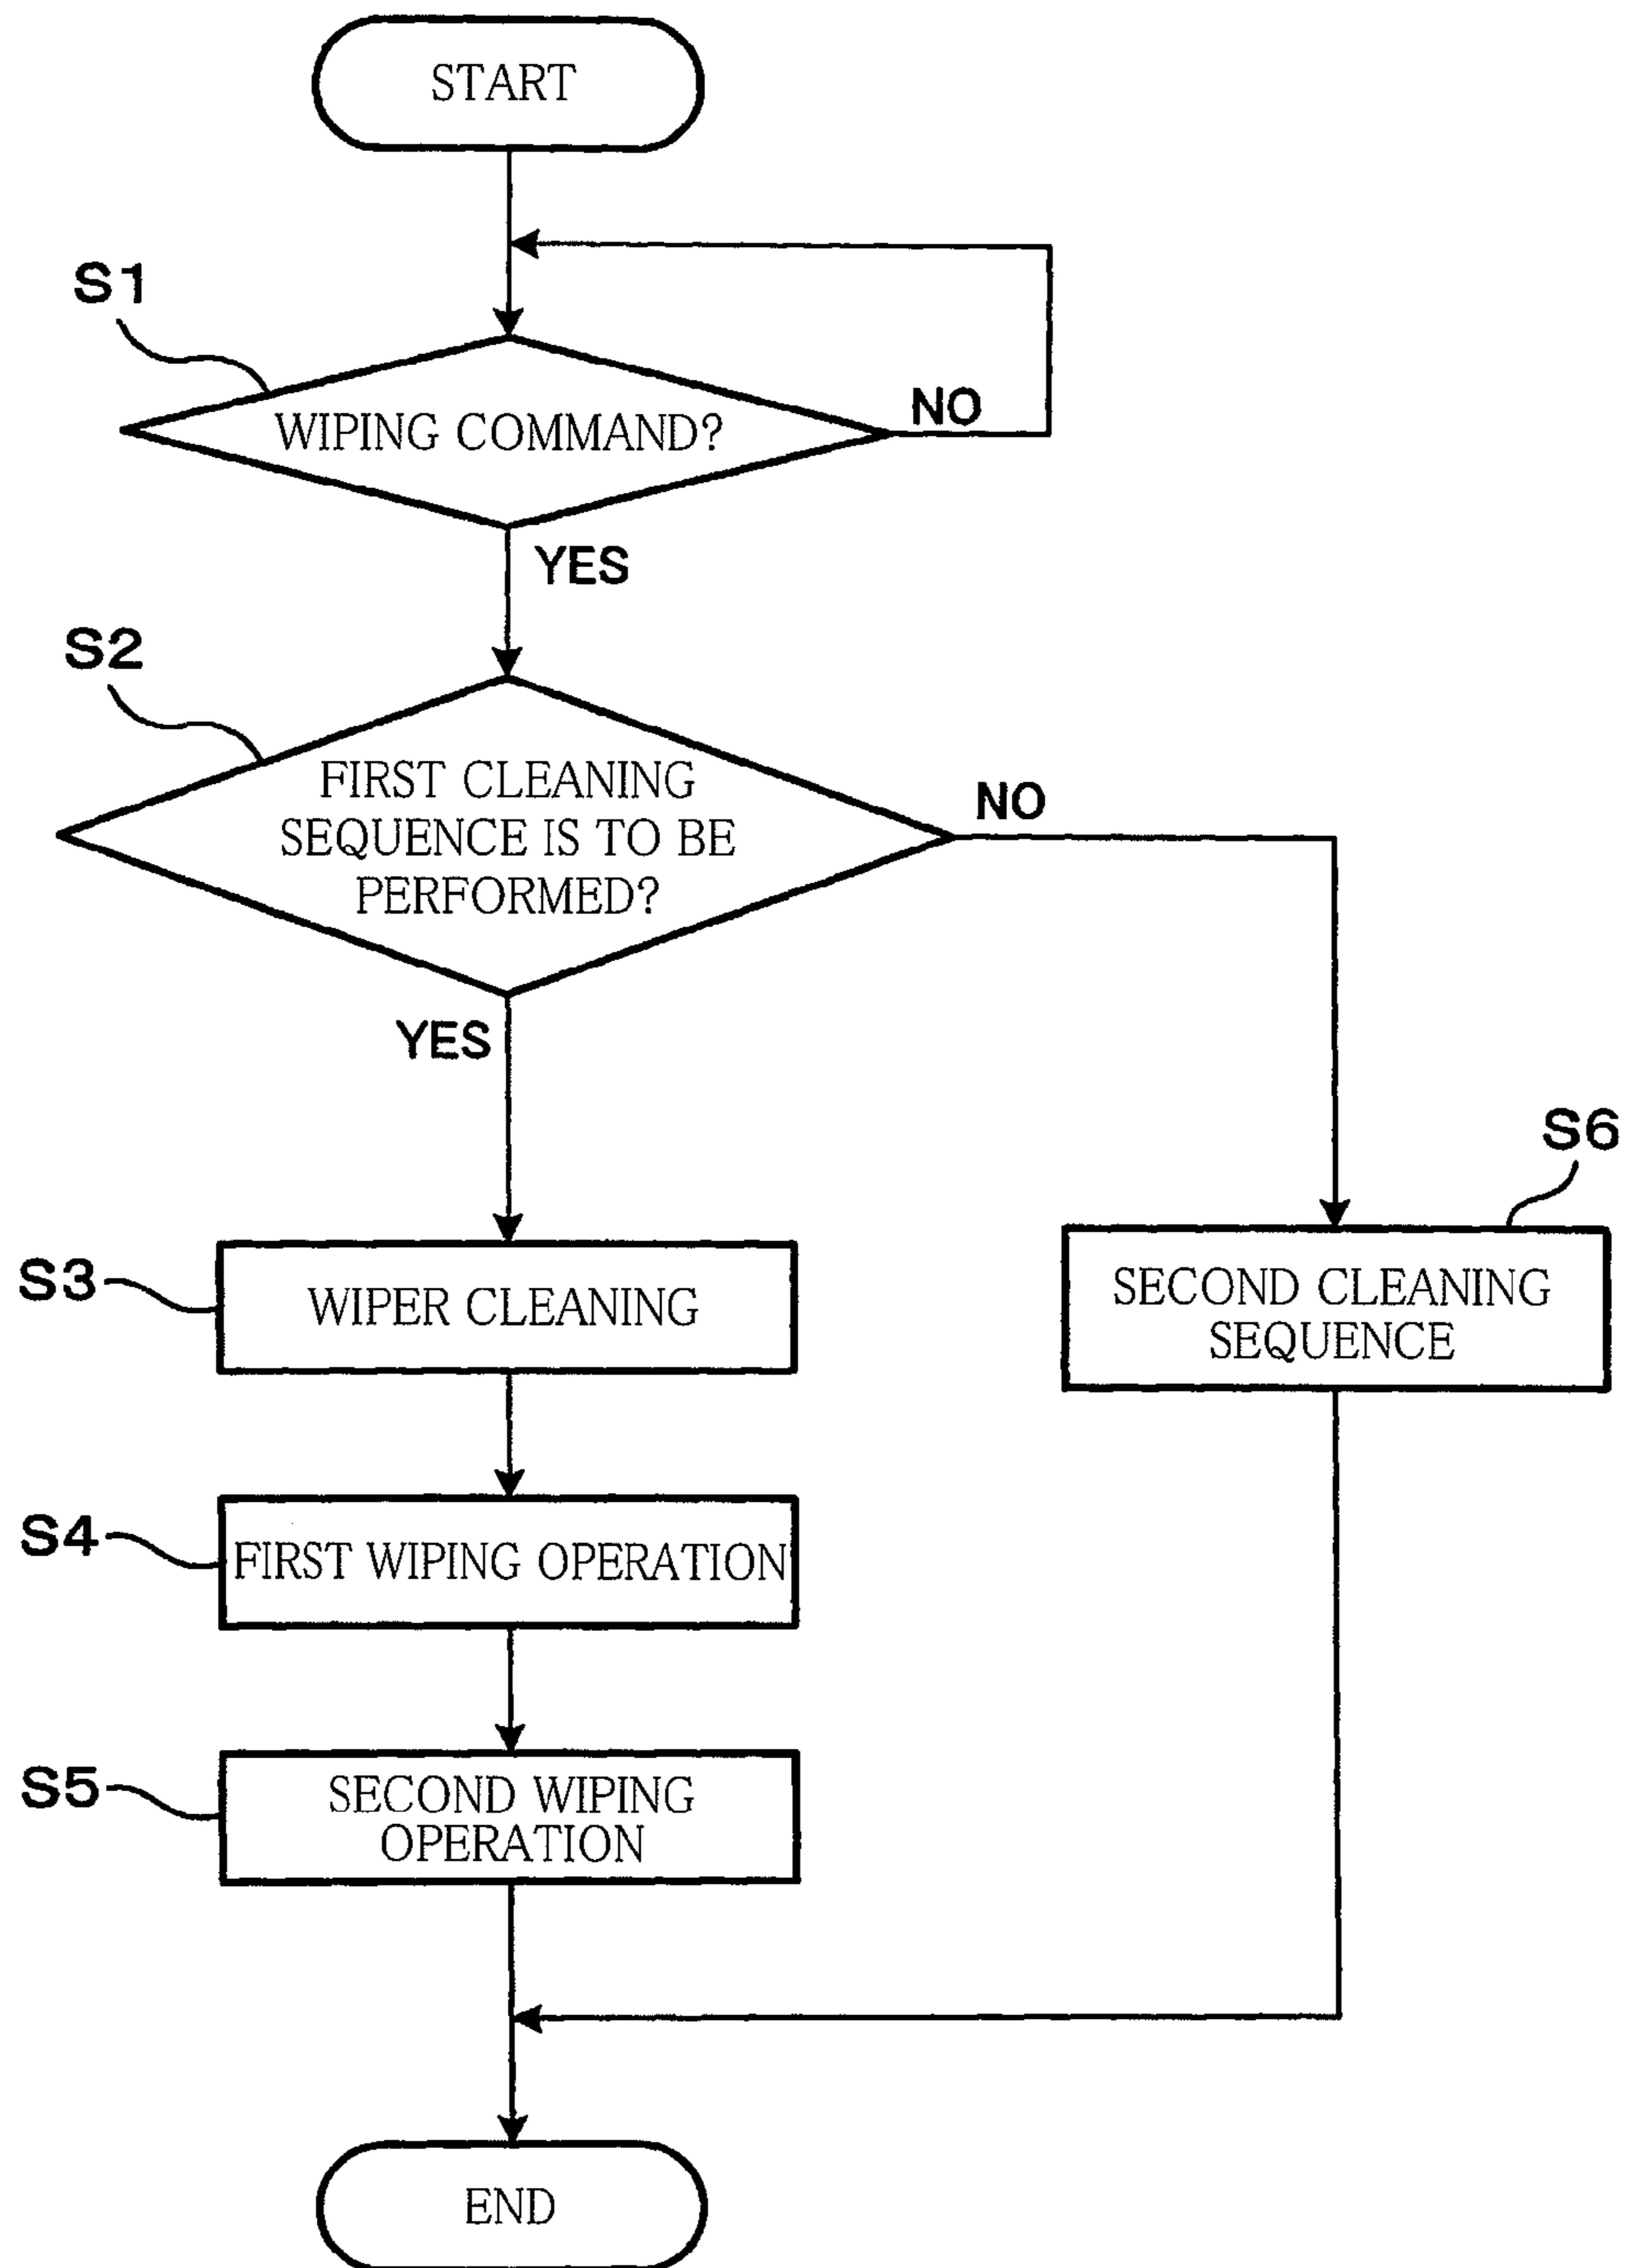 START
S1
WIPING COMMAND?
NO
YES
S2
FIRST CLEANING
SEQUENCE IS TO BE
PERFORMED?
NO
YES
S3
WIPER CLEANING
S6
SECOND CLEANING
SEQUENCE
S4
FIRST WIPING OPERATION
S5
SECOND WIPING
OPERATION
END